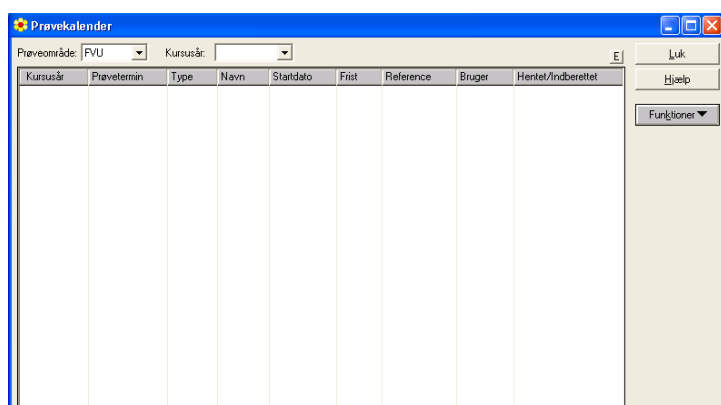 Prøvekalender
Prøveområde: FVU Kursusår:
E
Luk
Kursusår Prøvetermin Type Navn Startdato Frist Reference Bruger Hentet/Indberettet
Hjælp
Funktioner